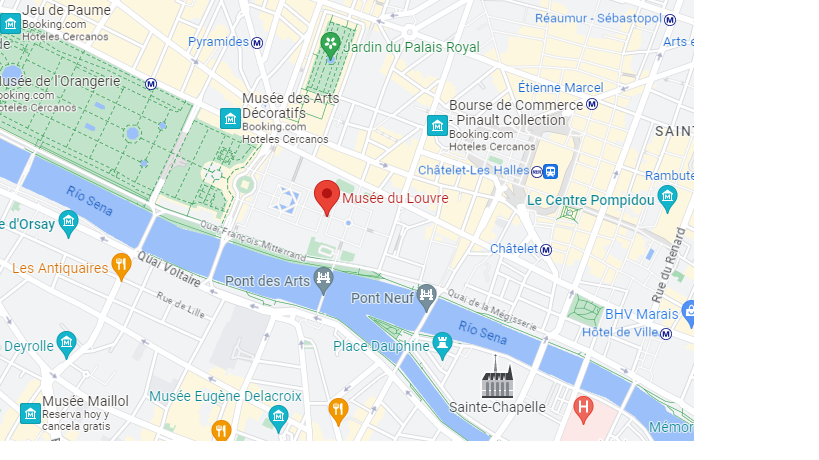 Jeu de Paume
Booking.com
Hoteles Cercanos
de
Réaumur - Sébastopol
Pyramides
Jardin du Palais Royal
Arts e
usée de l'Orangerie
ooking.com
oteles Cercanos
Étienne Marcel
Musée des Arts
Décoratifs
Booking.com
Hoteles Cercanos
Bourse de Commerce
- Pinault Collection
Booking.com
Hoteles Cercanos
SAINT
Châtelet-Les Halles
Rambute
Río Sena
Musée du Louvre
Le Centre Pompidou
e d'Orsay
Quai François Mitterrand
Châtelet
Les Antiquaires
Quai Voltaire
Rue du Renard
Pont des Arts
Rue de Lille
Pont Neuf
Quai de la Mégisserie
BHV Marais
Río Sena
Hôtel de Ville
Deyrolle
Place Dauphine
Musée Maillol
Reserva hoy y
cancela gratis
Musée Eugène Delacroix
Sainte-Chapelle
H
Mémor